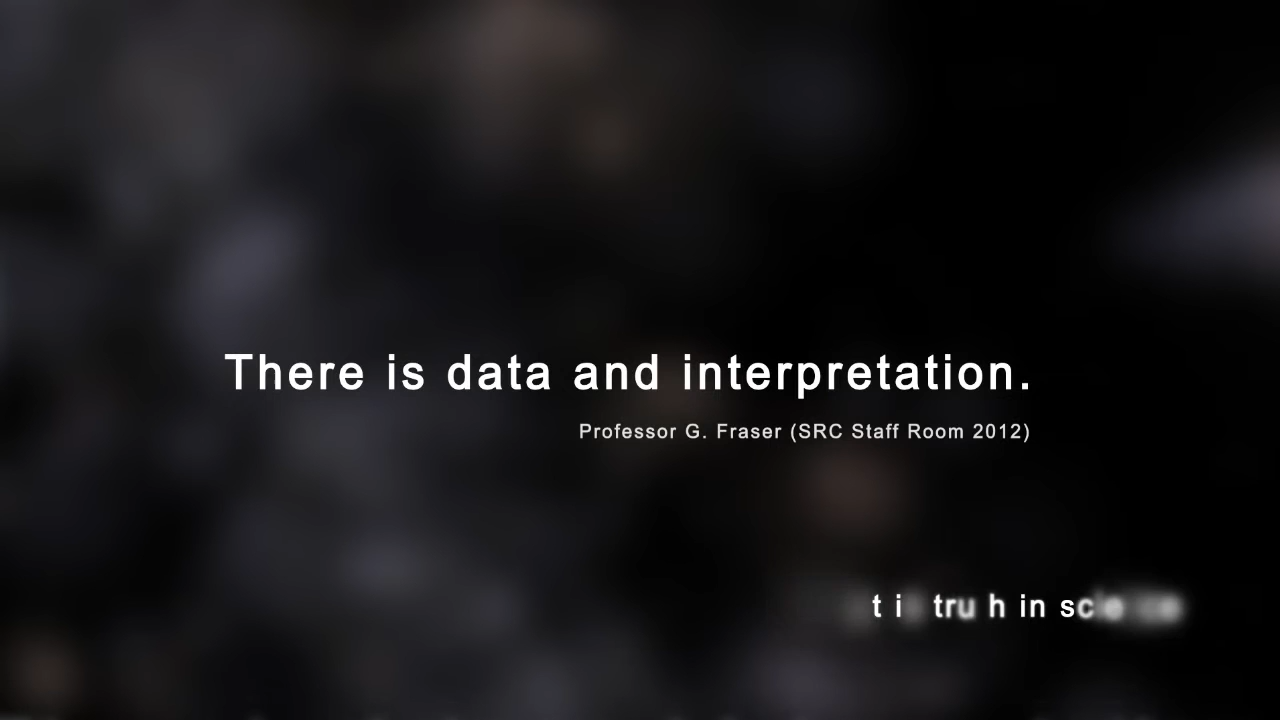 There is data and interpretation.
Professor G. Fraser (SRC Staff Room 2012)
in